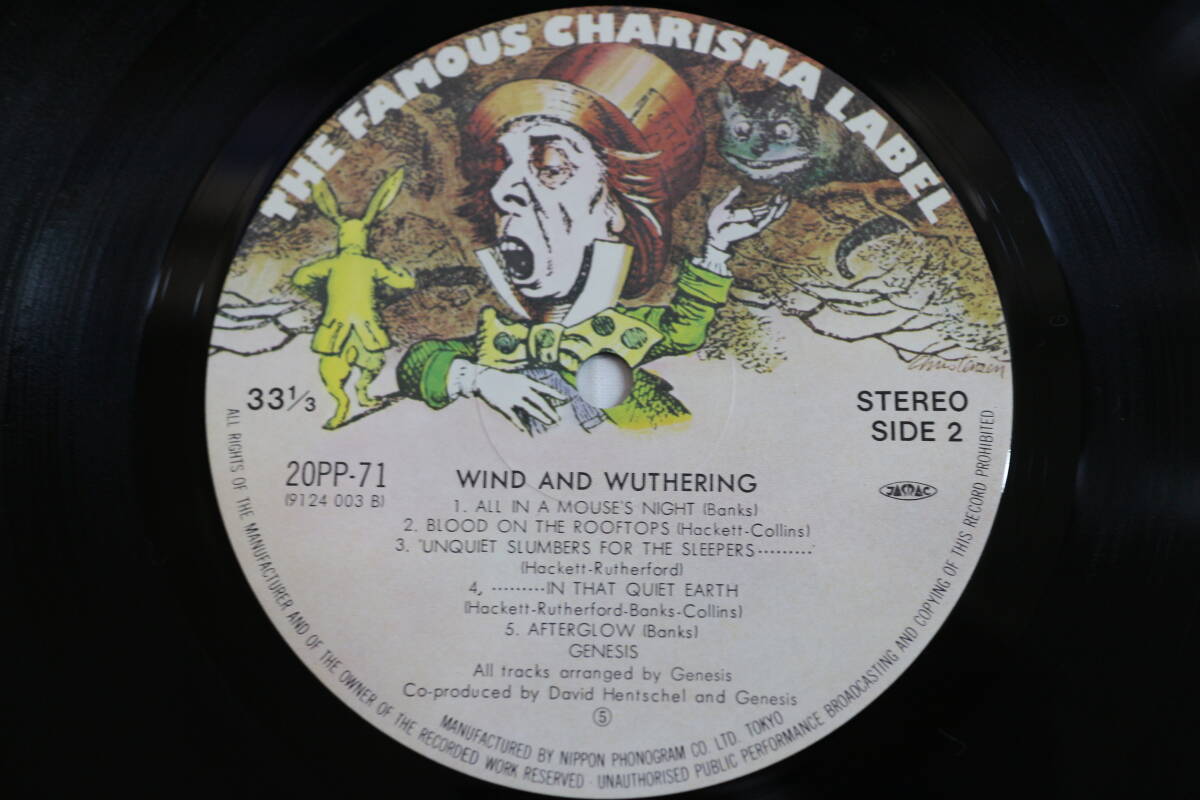 THE FAMOUS CHARISMA LABEL
33 1/3
STEREO
SIDE 2
20PP-71
(9124 003 B)
JASRAC
WIND AND WUTHERING
1. ALL IN A MOUSE'S NIGHT (Banks)
2. BLOOD ON THE ROOFTOPS (Hackett-Collins)
3. "UNQUIET SLUMBERS FOR THE SLEEPERS·········"
(Hackett-Rutherford)
4. ·········IN THAT QUIET EARTH
(Hackett-Rutherford-Banks-Collins)
5. AFTERGLOW (Banks)
GENESIS
All tracks arranged by Genesis
Co-produced by David Hentschel and Genesis
⑤
MANUFACTURED BY NIPPON PHONOGRAM CO. LTD. TOKYO
ALL RIGHTS OF THE MANUFACTURER AND OF THE OWNER OF THE RECORDED WORK RESERVED · UNAUTHORISED PUBLIC PERFORMANCE BROADCASTING AND COPYING OF THIS RECORD PROHIBITED